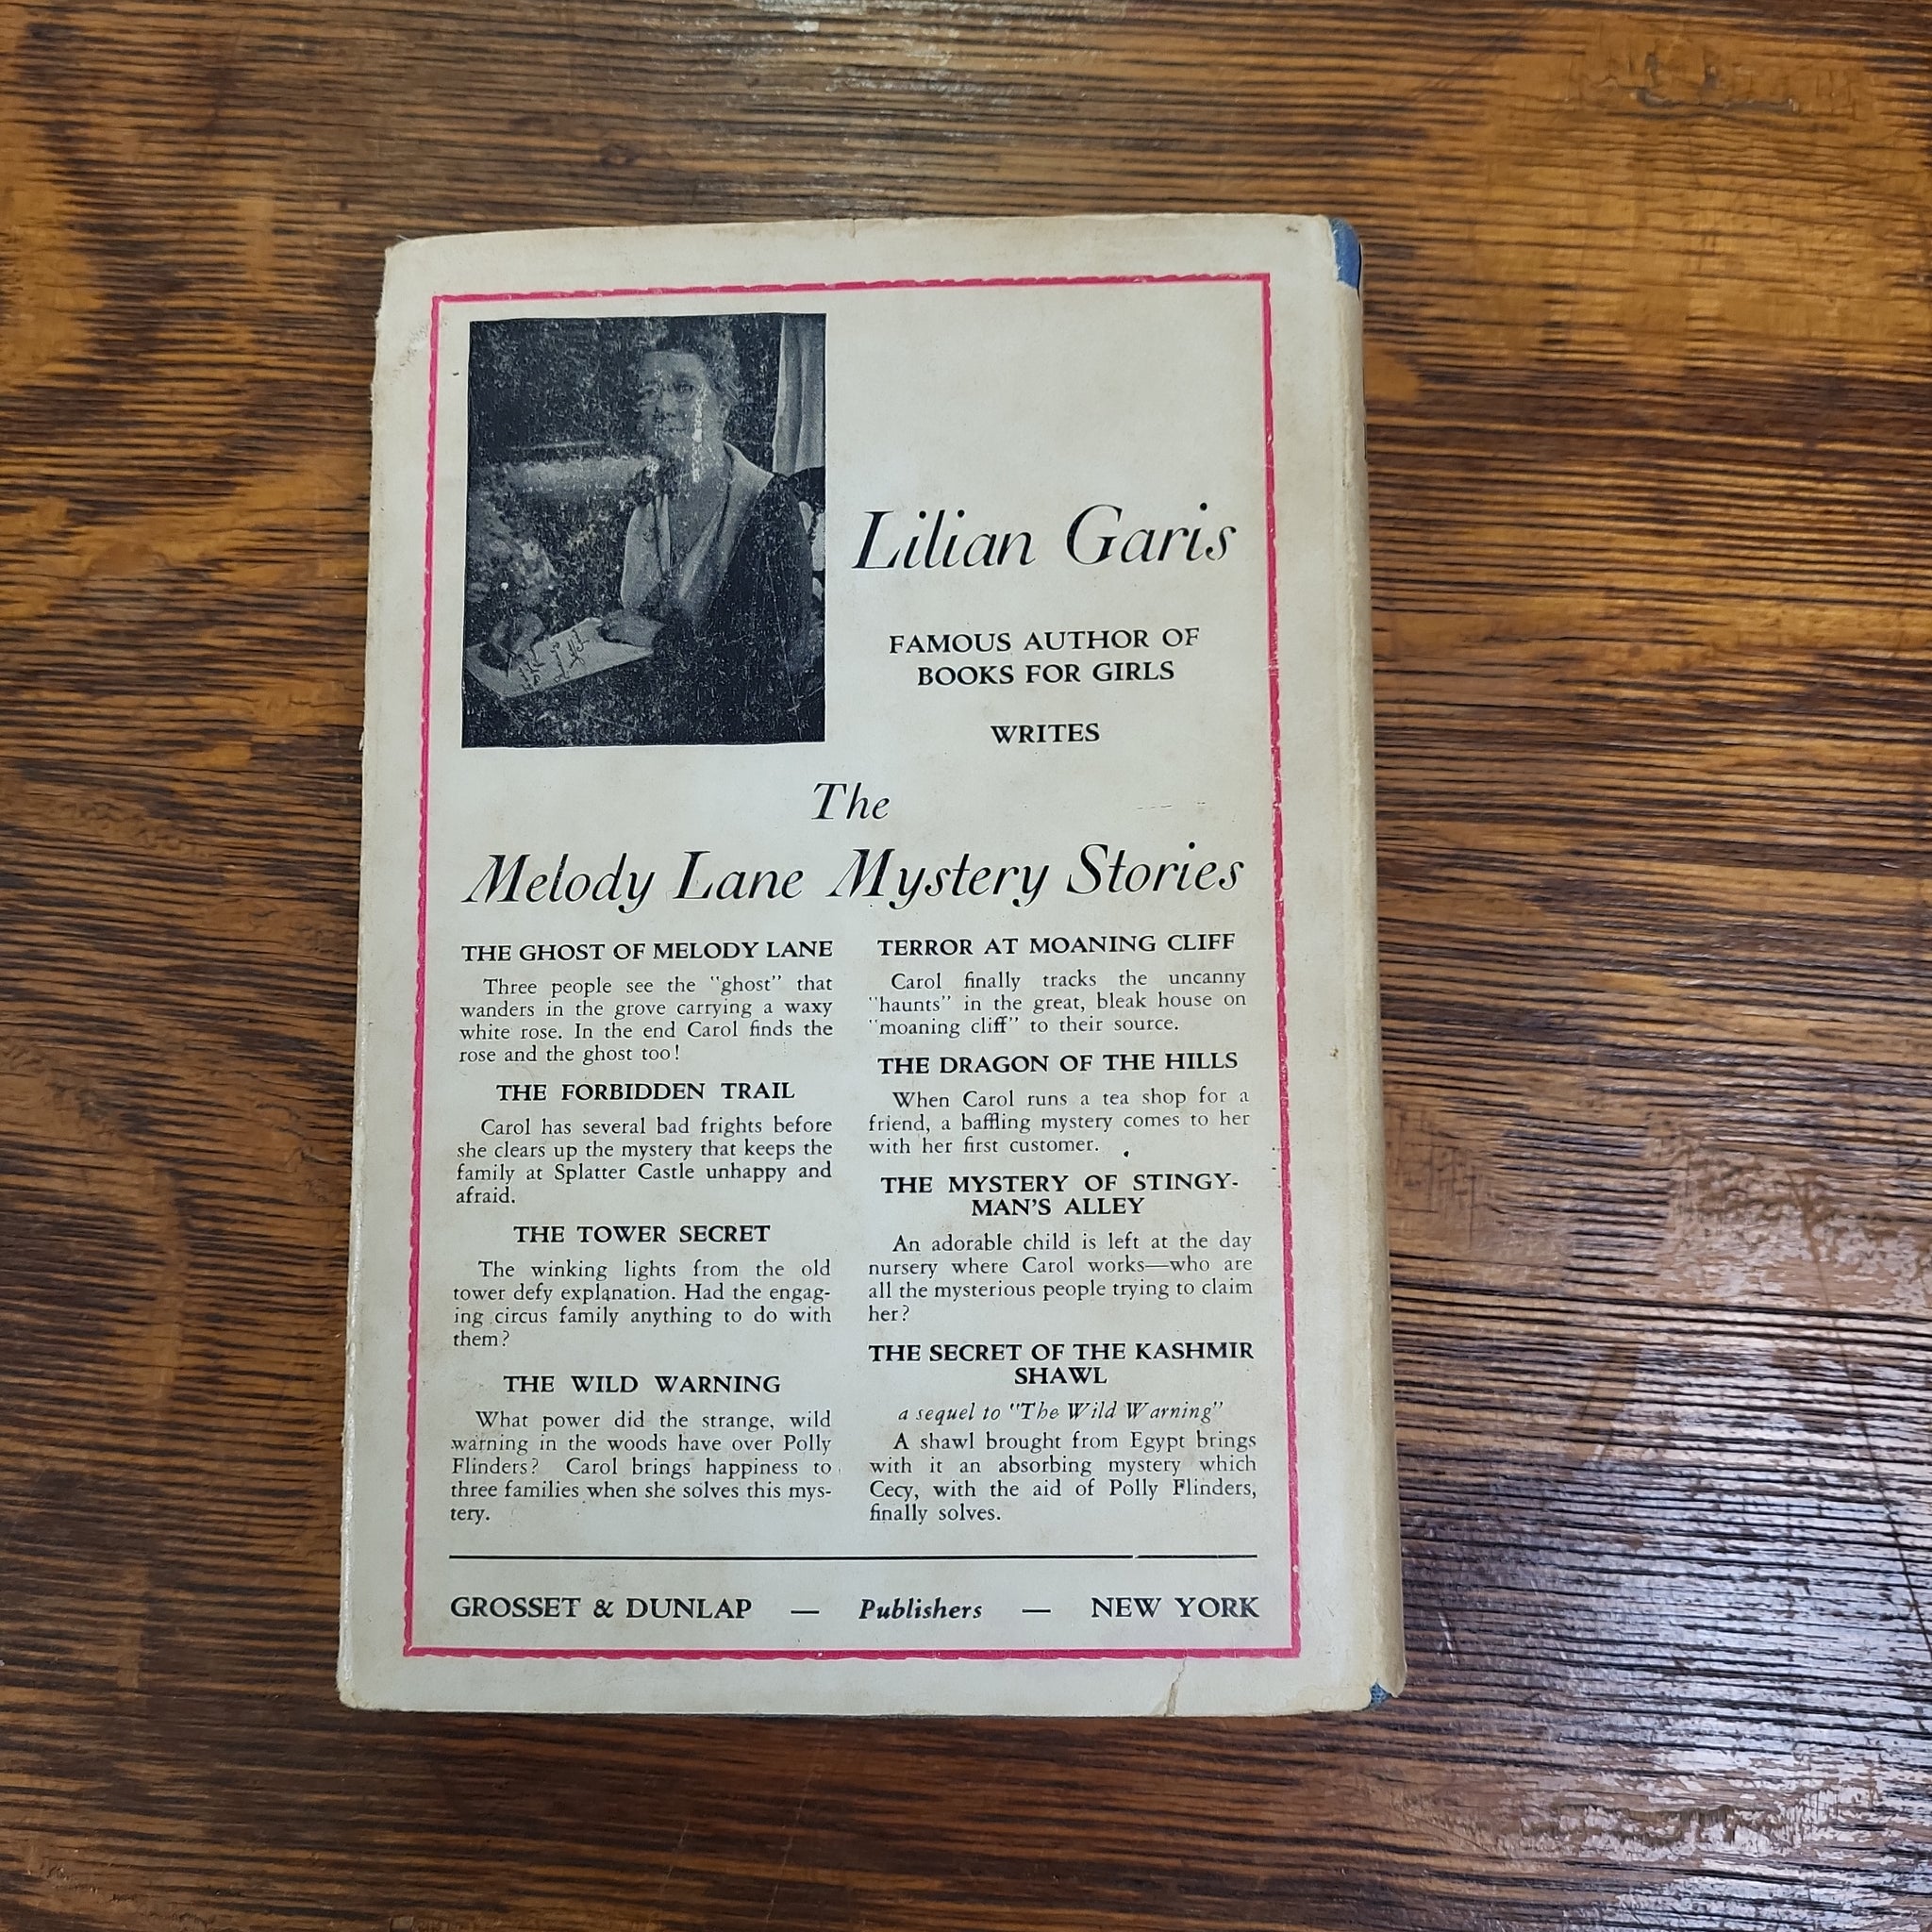 Lilian Garis
FAMOUS AUTHOR OF
BOOKS FOR GIRLS
WRITES
The
Melody Lane Mystery Stories
THE GHOST OF MELODY LANE
Three people see the "ghost" that
wanders in the grove carrying a waxy
white rose. In the end Carol finds the
rose and the ghost too!
THE FORBIDDEN TRAIL
Carol has several bad frights before
she clears up the mystery that keeps the
family at Splatter Castle unhappy and
afraid.
THE TOWER SECRET
The winking lights from the old
tower defy explanation. Had the engag-
ing circus family anything to do with
them?
THE WILD WARNING
What power did the strange, wild
warning in the woods have over Polly
Flinders? Carol brings happiness to
three families when she solves this mys-
tery.
TERROR AT MOANING CLIFF
Carol finally tracks the uncanny
"haunts" in the great, bleak house on
"moaning cliff" to their source.
THE DRAGON OF THE HILLS
When Carol runs a tea shop for a
friend, a baffling mystery comes to her
with her first customer.
THE MYSTERY OF STINGY-
MAN'S ALLEY
An adorable child is left at the day
nursery where Carol works—who are
all the mysterious people trying to claim
her?
THE SECRET OF THE KASHMIR
SHAWL
a sequel to "The Wild Warning"
A shawl brought from Egypt brings
with it an absorbing mystery which
Cecy, with the aid of Polly Flinders,
finally solves.
GROSSET & DUNLAP — Publishers — NEW YORK